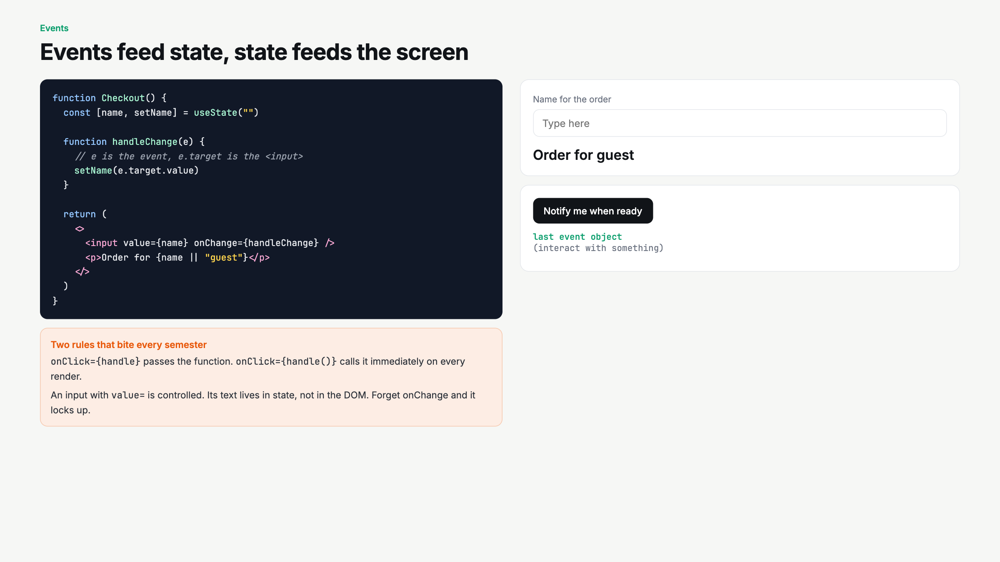 Events
Events feed state, state feeds the screen
function Checkout() {
  const [name, setName] = useState("")
  function handleChange(e) {
    // e is the event, e.target is the <input>
    setName(e.target.value)
  }
  return (
    <>
      <input value={name} onChange={handleChange} />
      <p>Order for {name || "guest"}</p>
    </>
  )
}
Two rules that bite every semester
onClick={handle} passes the function. onClick={handle()} calls it immediately on every
render.
An input with value= is controlled. Its text lives in state, not in the DOM. Forget onChange and it
locks up.
Name for the order
Type here
Order for guest
Notify me when ready
last event object
(interact with something)